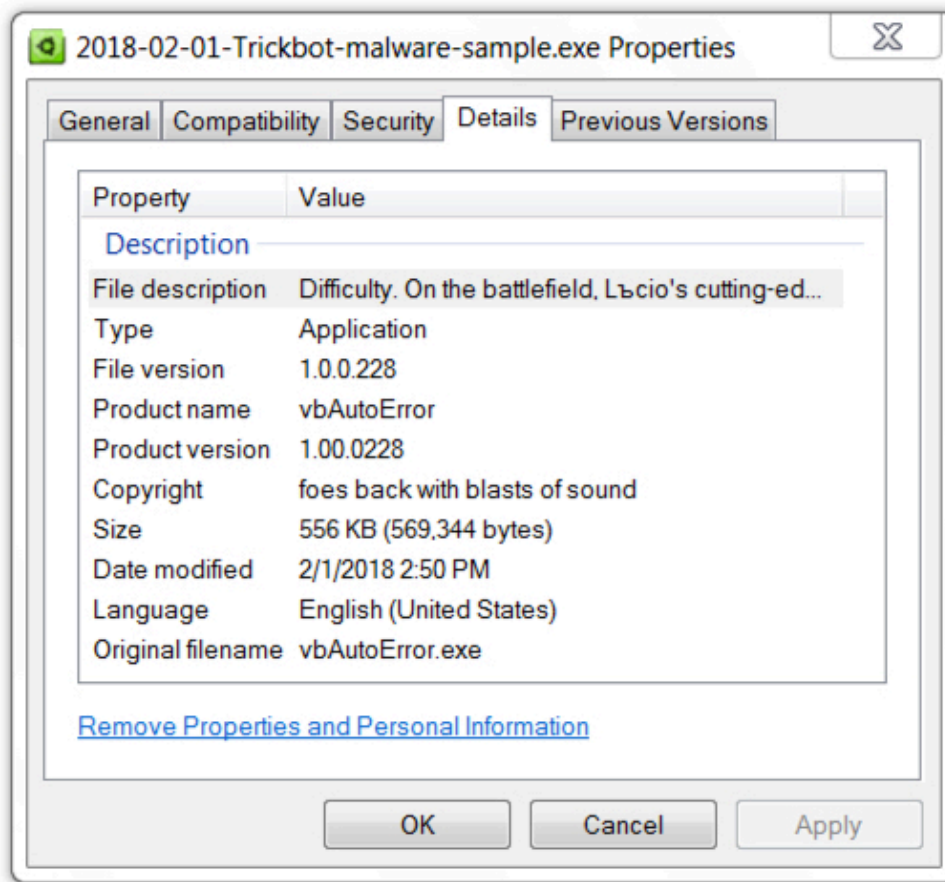 2018-02-01-Trickbot-malware-sample.exe Properties
General Compatibility Security Details Previous Versions
Property Value
Description
File description Difficulty. On the battlefield, Lъcio's cutting-ed...
Type Application
File version 1.0.0.228
Product name vbAutoError
Product version 1.00.0228
Copyright foes back with blasts of sound
Size 556 KB (569,344 bytes)
Date modified 2/1/2018 2:50 PM
Language English (United States)
Original filename vbAutoError.exe
Remove Properties and Personal Information
OK Cancel Apply